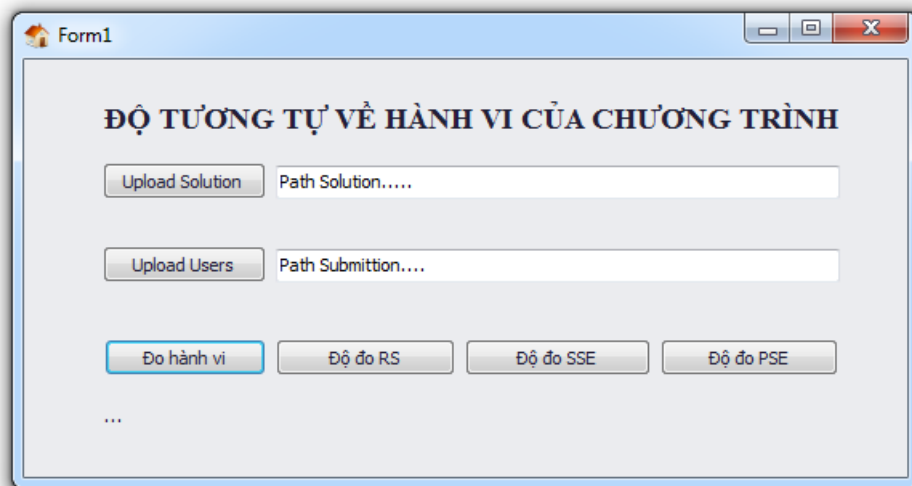 Form1
ĐỘ TƯƠNG TỰ VỀ HÀNH VI CỦA CHƯƠNG TRÌNH
Upload Solution Path Solution.....
Upload Users Path Submittion....
Đo hành vi Độ đo RS Độ đo SSE Độ đo PSE
...